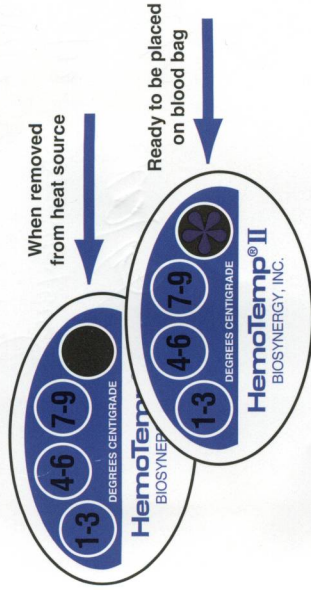 When removed
from heat source
Ready to be placed
on blood bag
1-3 4-6 7-9
DEGREES CENTIGRADE
HemoTemp
BIOSYNER
1-3 4-6 7-9
DEGREES CENTIGRADE
HemoTemp® II
BIOSYNERGY, INC.